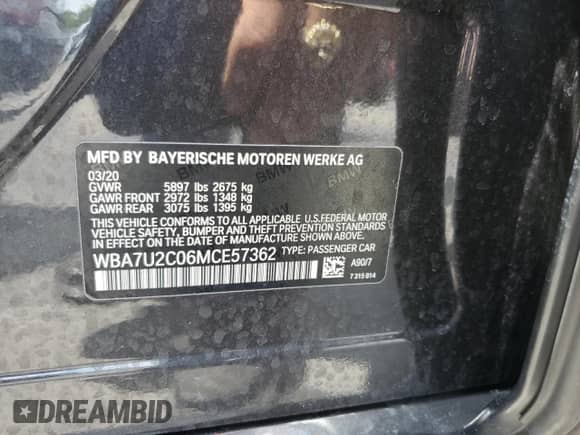 MFD BY BAYERISCHE MOTOREN WERKE AG
03/20
GVWR 5897 lbs 2675 kg
GAWR FRONT 2972 lbs 1348 kg
GAWR REAR 3075 lbs 1395 kg
THIS VEHICLE CONFORMS TO ALL APPLICABLE U.S. FEDERAL MOTOR
VEHICLE SAFETY, BUMPER AND THEFT PREVENTION STANDARDS
IN EFFECT ON THE DATE OF MANUFACTURE SHOWN ABOVE.
WBA7U2C06MCE57362 TYPE: PASSENGER CAR
A90/7
7 315 814
DREAMBID